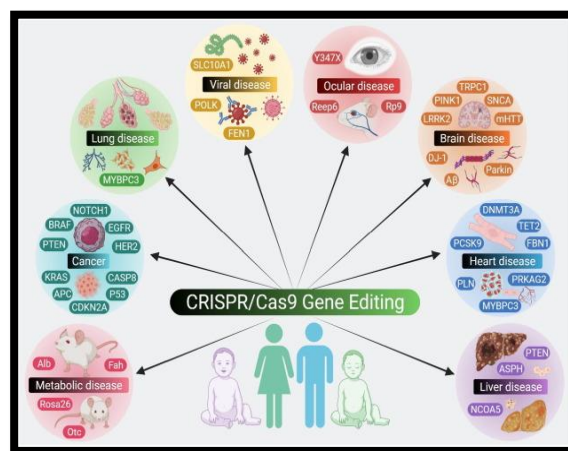 SLC10A1
Viral disease
POLK
FEN1
Y347X
Ocular disease
Reep6 Rp9
Lung disease
MYBPC3
TRPC1
PINK1 SNCA
LRRK2 mHTT
Brain disease
DJ-1 Parkin
Aβ
NOTCH1
BRAF EGFR
PTEN HER2
Cancer
KRAS CASP8
APC P53
CDKN2A
DNMT3A
TET2
PCSK9 FBN1
Heart disease
PLN PRKAG2
MYBPC3
CRISPR/Cas9 Gene Editing
Alb Fah
Metabolic disease
Rosa26
Otc
PTEN
ASPH
Liver disease
NCOA5